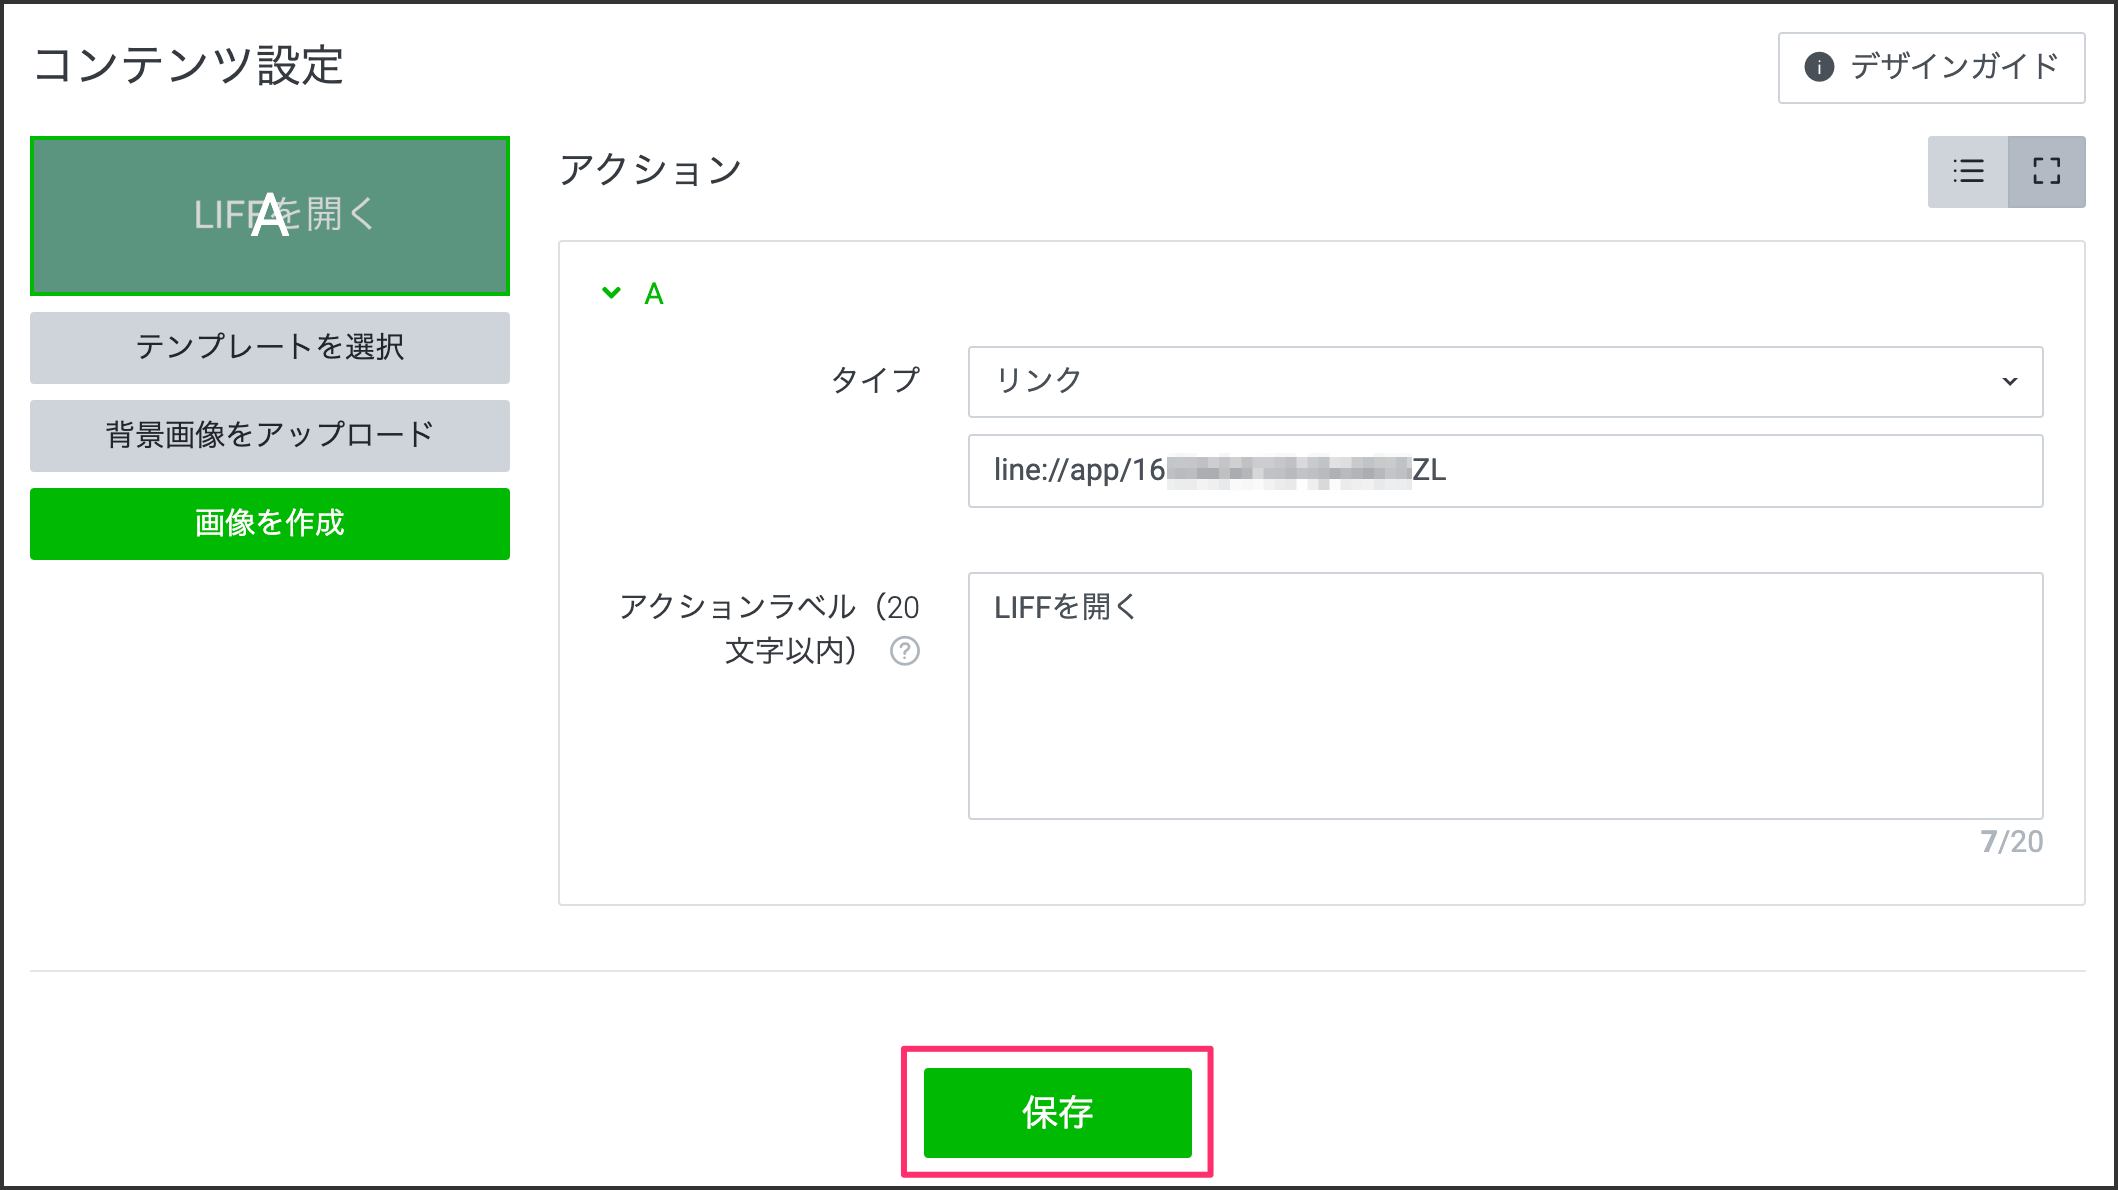 コンテンツ設定
デザインガイド
LIFFを開く
A
テンプレートを選択
背景画像をアップロード
画像を作成
アクション
A
タイプ
リンク
line://app/16 ZL
アクションラベル（20
文字以内）
LIFFを開く
7/20
保存